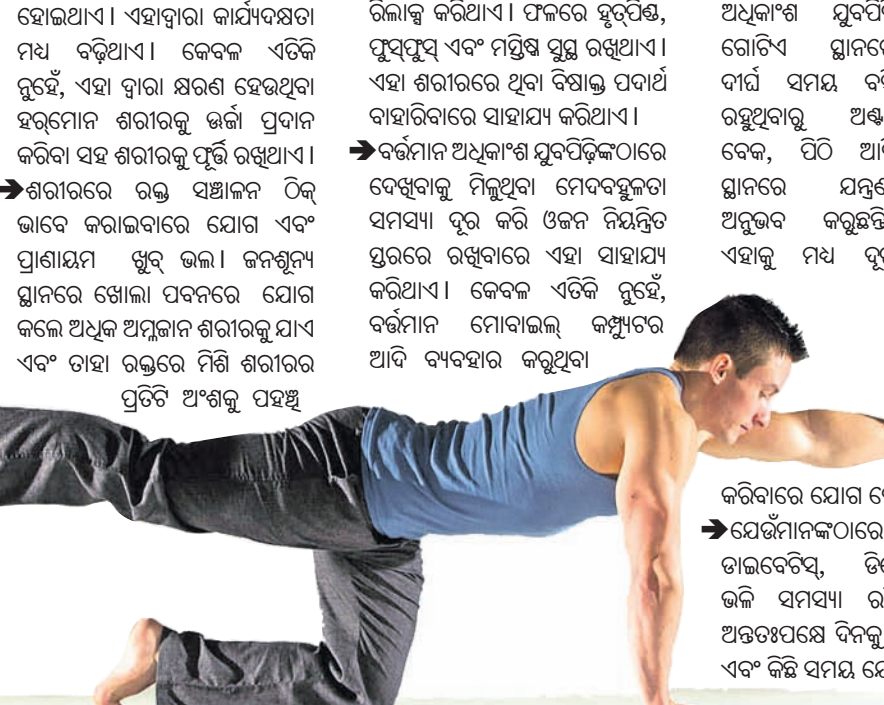 ହୋଇଥାଏ। ଏହାଦ୍ୱାରା କାର୍ଯ୍ୟଦକ୍ଷତା
ମଧ୍ୟ ବଢ଼ିଥାଏ। କେବଳ ଏତିକି
ନୁହେଁ, ଏହା ଦ୍ୱାରା କ୍ଷରଣ ହେଉଥିବା
ହର୍‌ମୋନ ଶରୀରକୁ ଊର୍ଜା ପ୍ରଦାନ
କରିବା ସହ ଶରୀରକୁ ଫୂର୍ତ୍ତି ରଖିଥାଏ।
➔ଶରୀରରେ ରକ୍ତ ସଞ୍ଚାଳନ ଠିକ୍
ଭାବେ କରାଇବାରେ ଯୋଗ ଏବଂ
ପ୍ରାଣାୟମ ଖୁବ୍ ଭଲ। ଜନଶୂନ୍ୟ
ସ୍ଥାନରେ ଖୋଲା ପବନରେ ଯୋଗ
କଲେ ଅଧିକ ଅମ୍ଳଜାନ ଶରୀରକୁ ଯାଏ
ଏବଂ ତାହା ରକ୍ତରେ ମିଶି ଶରୀରର
ପ୍ରତିଟି ଅଂଶକୁ ପହଞ୍ଚି
ରିଲାକ୍ସ କରିଥାଏ। ଫଳରେ ହୃତ୍‌ପିଣ୍ଡ,
ଫୁସ୍‌ଫୁସ୍ ଏବଂ ମସ୍ତିଷ୍କ ସୁସ୍ଥ ରଖିଥାଏ।
ଏହା ଶରୀରରେ ଥିବା ବିଷାକ୍ତ ପଦାର୍ଥ
ବାହାରିବାରେ ସାହାଯ୍ୟ କରିଥାଏ।
➔ବର୍ତ୍ତମାନ ଅଧିକାଂଶ ଯୁବପିଢ଼ିଙ୍କଠାରେ
ଦେଖିବାକୁ ମିଳୁଥିବା ମେଦବହୁଳତା
ସମସ୍ୟା ଦୂର କରି ଓଜନ ନିୟନ୍ତ୍ରିତ
ସ୍ତରରେ ରଖିବାରେ ଏହା ସାହାଯ୍ୟ
କରିଥାଏ। କେବଳ ଏତିକି ନୁହେଁ,
ବର୍ତ୍ତମାନ ମୋବାଇଲ୍ କମ୍ପ୍ୟୁଟର
ଆଦି ବ୍ୟବହାର କରୁଥିବା
ଅଧିକାଂଶ
ଗୋଟିଏ
ଦୀର୍ଘ ସମୟ
ରହୁଥିବାରୁ
ବେକ, ପିଠି
ସ୍ଥାନରେ
ଅନୁଭବ
ଏହାକୁ ମଧ୍ୟ
କରିବାରେ ଯୋଗ
➔ଯେଉଁମାନଙ୍କଠାରେ
ଡାଇବେଟିସ୍,
ଭଳି ସମସ୍ୟା
ଅନ୍ତତଃପକ୍ଷେ ଦିନକୁ
ଏବଂ କିଛି ସମୟ